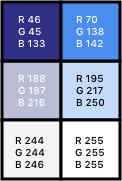 R 46
G 45
B 133
R 70
G 138
B 142
R 188
G 187
B 216
R 195
G 217
B 250
R 244
G 244
B 246
R 255
G 255
B 255